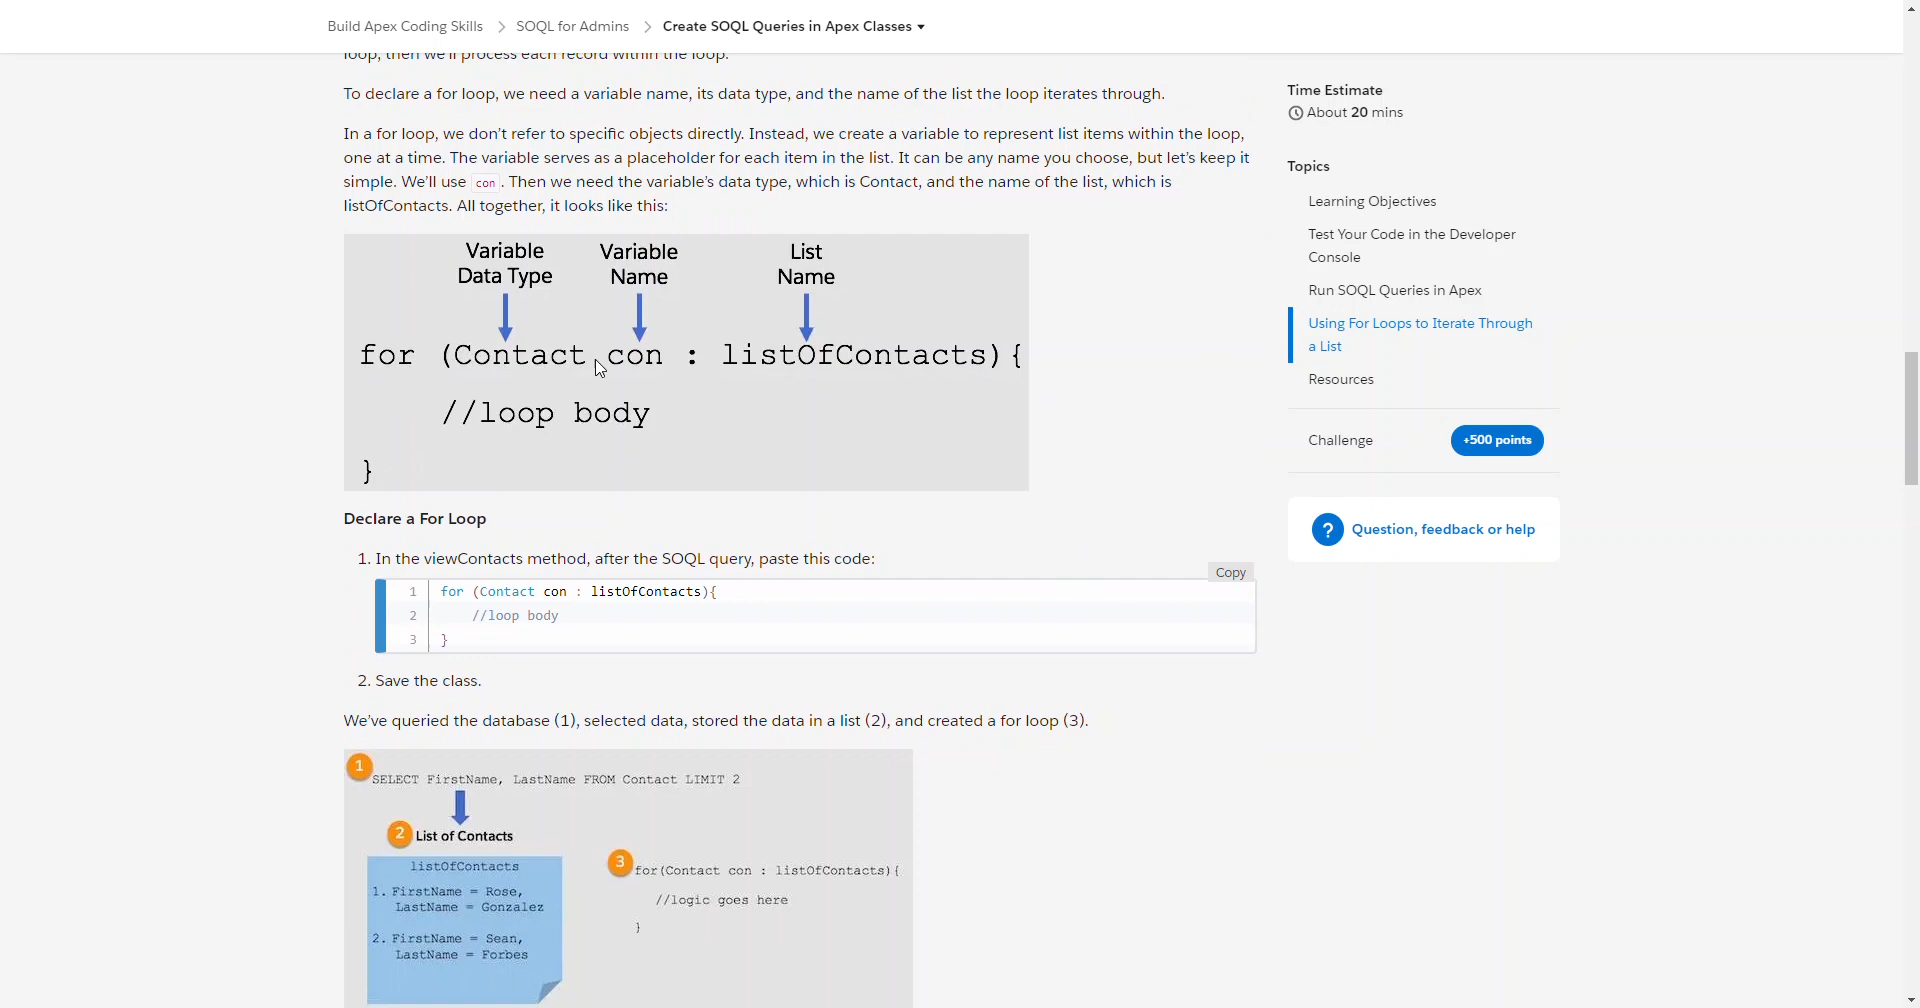 Build Apex Coding Skills > SOQL for Admins > Create SOQL Queries in Apex Classes
loop, then we'll process each record within the loop.
To declare a for loop, we need a variable name, its data type, and the name of the list the loop iterates through.
In a for loop, we don't refer to specific objects directly. Instead, we create a variable to represent list items within the loop,
one at a time. The variable serves as a placeholder for each item in the list. It can be any name you choose, but let's keep it
simple. We'll use con. Then we need the variable's data type, which is Contact, and the name of the list, which is
listOfContacts. All together, it looks like this:
Variable Data Type
Variable Name
List Name
for (Contact con : listOfContacts){
//loop body
}
Declare a For Loop
1. In the viewContacts method, after the SOQL query, paste this code:
Copy
1 for (Contact con : listOfContacts){
2 //loop body
3 }
2. Save the class.
We've queried the database (1), selected data, stored the data in a list (2), and created a for loop (3).
1
SELECT FirstName, LastName FROM Contact LIMIT 2
2 List of Contacts
listOfContacts
1. FirstName = Rose,
LastName = Gonzalez
2. FirstName = Sean,
LastName = Forbes
3 for(Contact con : listOfContacts){
//logic goes here
}
Time Estimate
About 20 mins
Topics
Learning Objectives
Test Your Code in the Developer
Console
Run SOQL Queries in Apex
Using For Loops to Iterate Through
a List
Resources
Challenge
+500 points
? Question, feedback or help